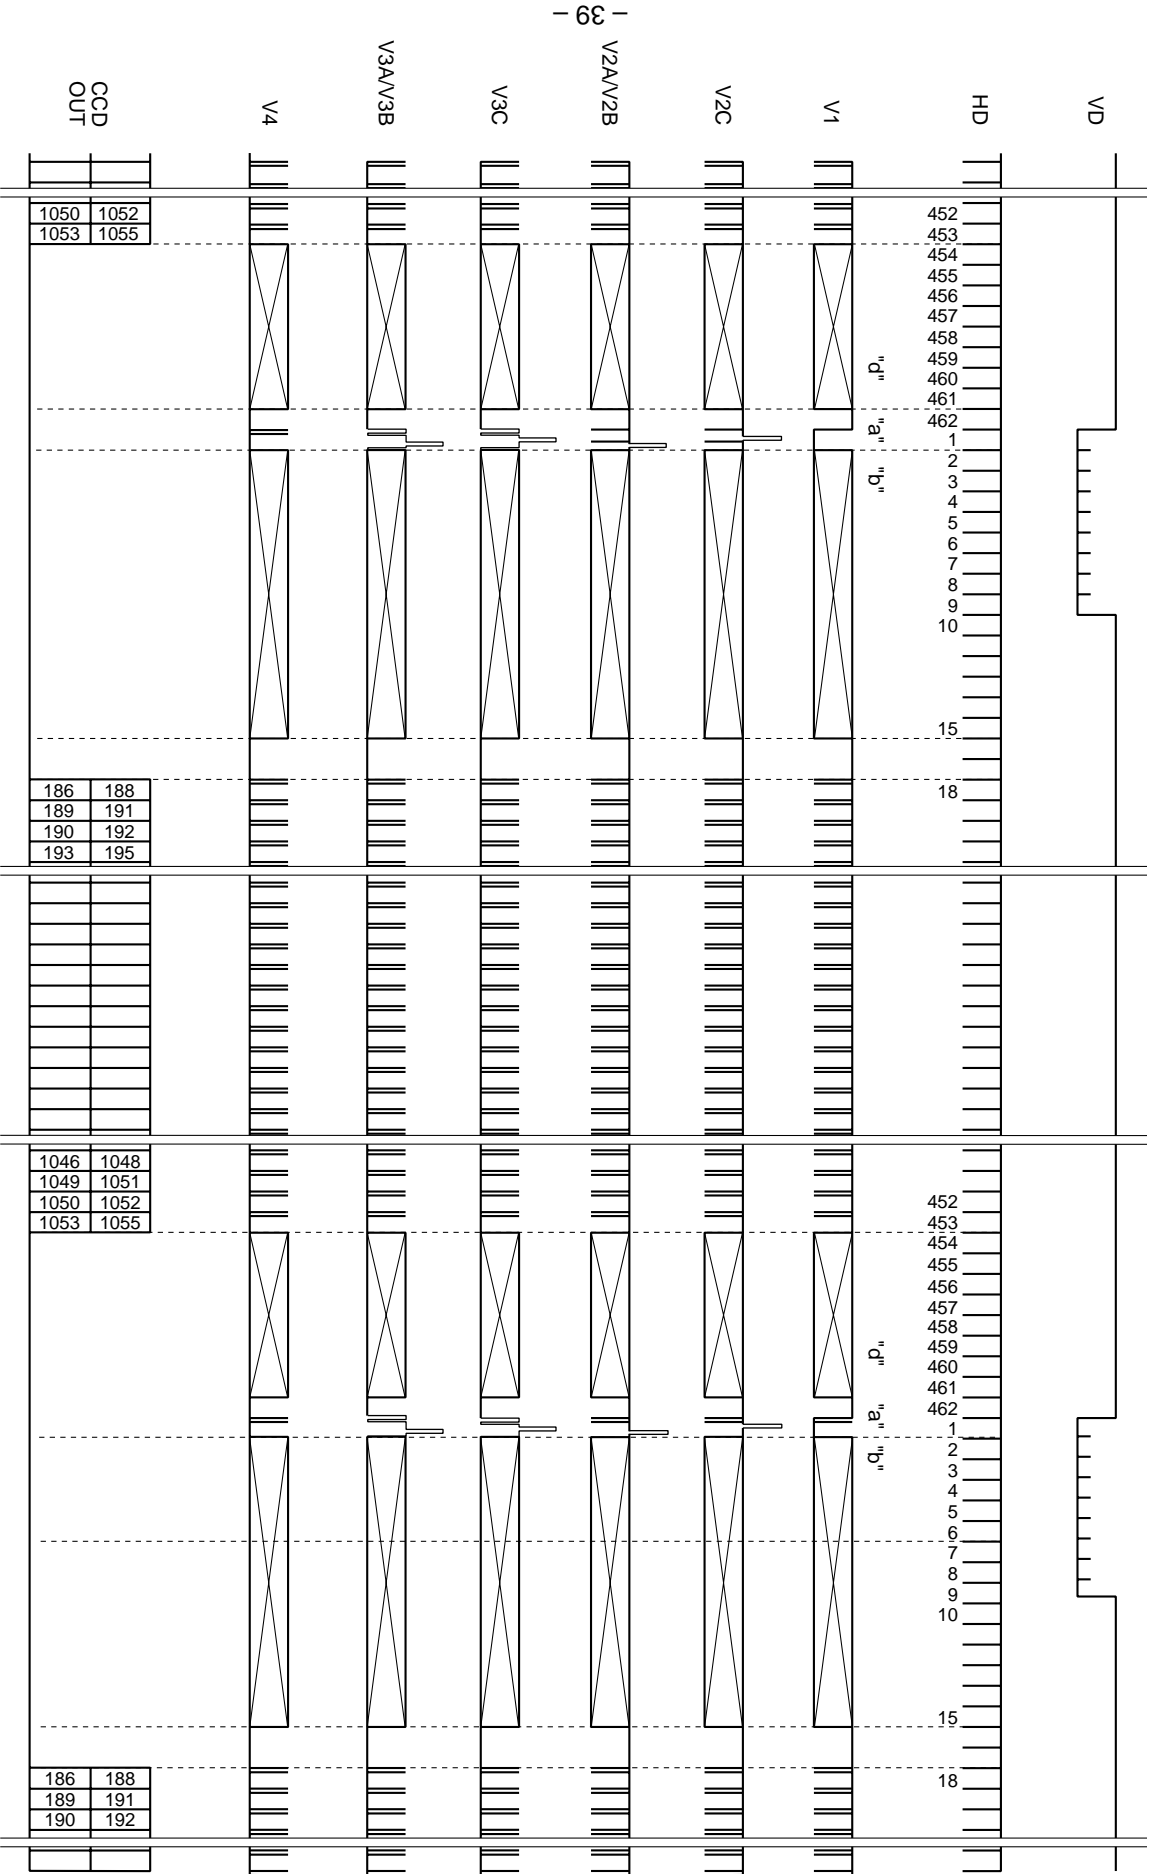 – 39 –
VD
HD
V1
V2C
V2A/V2B
V3C
V3A/V3B
V4
CCD
OUT
1050 1052 452
1053 1055 453
454
455
456
457
458
459
"d" 460
461
462
"a" 1
2
"b" 3
4
5
6
7
8
9
10
15
186 188 18
189 191
190 192
193 195
1046 1048
1049 1051
1050 1052 452
1053 1055 453
454
455
456
457
458
459
"d" 460
461
462
"a" 1
2
"b" 3
4
5
6
7
8
9
10
15
186 188 18
189 191
190 192